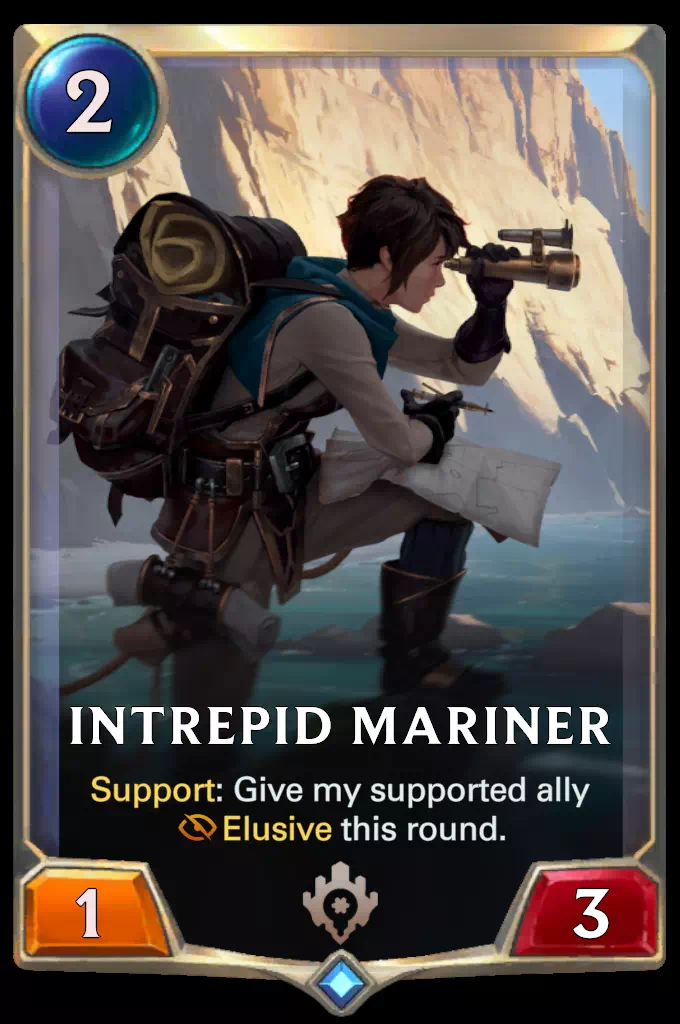 2
INTREPID MARINER
Support: Give my supported ally
Elusive this round.
1
3